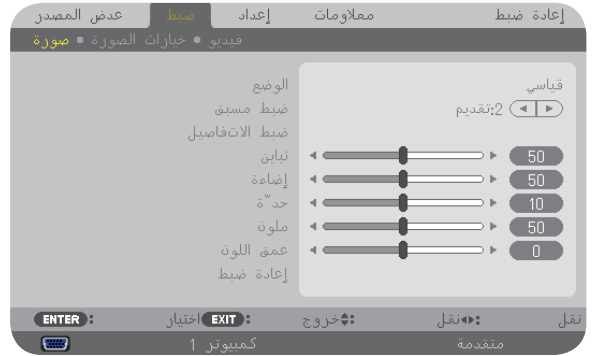 عرض المصدر إعداد ضبط معلاومات إعادة ضبط
صورة • خيارات الصورة • فيديو
الوضع قياسي
ضبط مسبق 2:تقديم
ضبط الاتفاصيل
تباين 50
إضاءة 50
حدّة 10
ملون 50
عمق اللون 0
إعادة ضبط
ENTER: اختيار EXIT: خروج :نقل :نقل
كمبيوتر 1 متقدمة